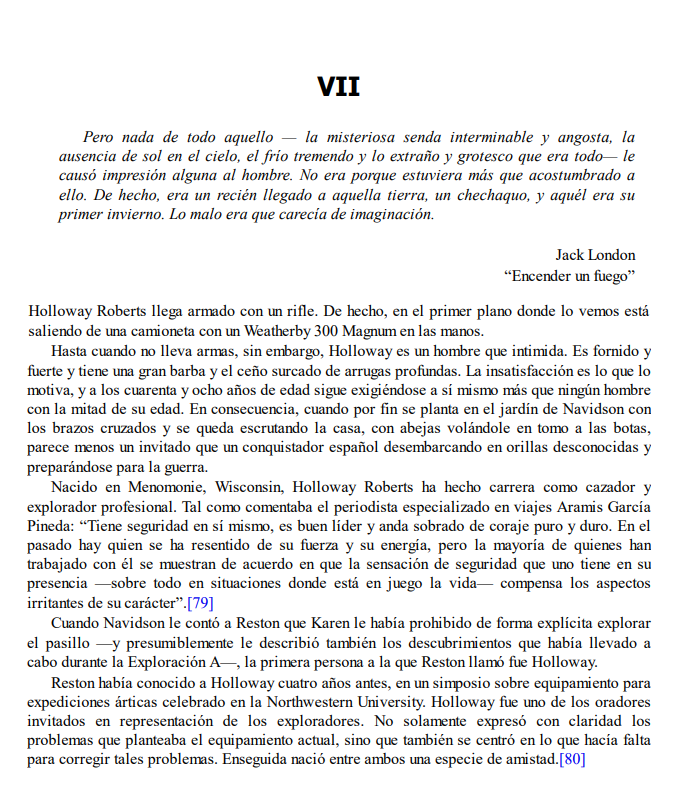 VII
Pero nada de todo aquello — la misteriosa senda interminable y angosta, la
ausencia de sol en el cielo, el frío tremendo y lo extraño y grotesco que era todo— le
causó impresión alguna al hombre. No era porque estuviera más que acostumbrado a
ello. De hecho, era un recién llegado a aquella tierra, un chechaquo, y aquél era su
primer invierno. Lo malo era que carecía de imaginación.
Jack London
“Encender un fuego”
Holloway Roberts llega armado con un rifle. De hecho, en el primer plano donde lo vemos está
saliendo de una camioneta con un Weatherby 300 Magnum en las manos.
Hasta cuando no lleva armas, sin embargo, Holloway es un hombre que intimida. Es fornido y
fuerte y tiene una gran barba y el ceño surcado de arrugas profundas. La insatisfacción es lo que lo
motiva, y a los cuarenta y ocho años de edad sigue exigiéndose a sí mismo más que ningún hombre
con la mitad de su edad. En consecuencia, cuando por fin se planta en el jardín de Navidson con
los brazos cruzados y se queda escrutando la casa, con abejas volándole en tomo a las botas,
parece menos un invitado que un conquistador español desembarcando en orillas desconocidas y
preparándose para la guerra.
Nacido en Menomonie, Wisconsin, Holloway Roberts ha hecho carrera como cazador y
explorador profesional. Tal como comentaba el periodista especializado en viajes Aramis García
Pineda: “Tiene seguridad en sí mismo, es buen líder y anda sobrado de coraje puro y duro. En el
pasado hay quien se ha resentido de su fuerza y su energía, pero la mayoría de quienes han
trabajado con él se muestran de acuerdo en que la sensación de seguridad que uno tiene en su
presencia —sobre todo en situaciones donde está en juego la vida— compensa los aspectos
irritantes de su carácter”.[79]
Cuando Navidson le contó a Reston que Karen le había prohibido de forma explícita explorar
el pasillo —y presumiblemente le describió también los descubrimientos que había llevado a
cabo durante la Exploración A—, la primera persona a la que Reston llamó fue Holloway.
Reston había conocido a Holloway cuatro años antes, en un simposio sobre equipamiento para
expediciones árticas celebrado en la Northwestern University. Holloway fue uno de los oradores
invitados en representación de los exploradores. No solamente expresó con claridad los
problemas que planteaba el equipamiento actual, sino que también se centró en lo que hacía falta
para corregir tales problemas. Enseguida nació entre ambos una especie de amistad.[80]